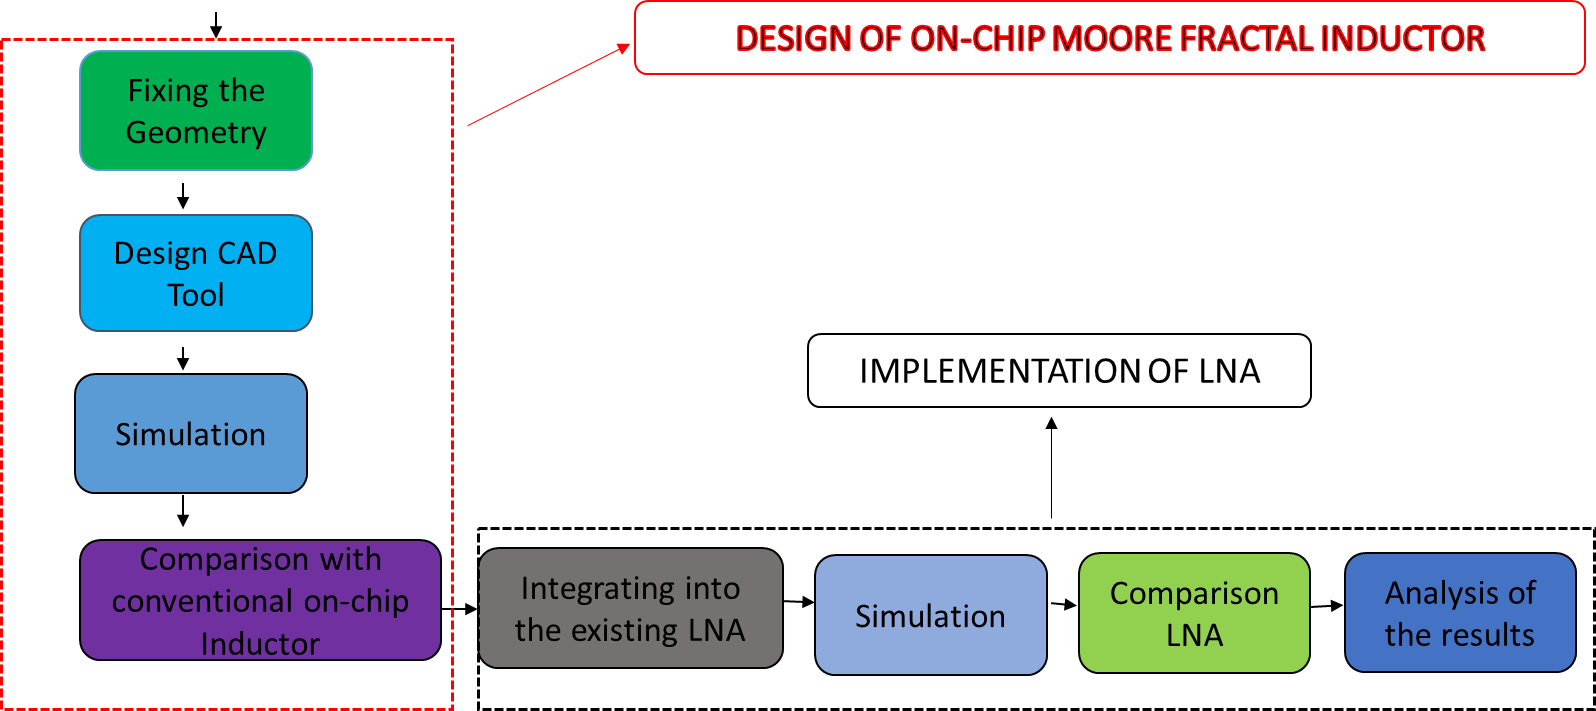 DESIGN OF ON-CHIP MOORE FRACTAL INDUCTOR
Fixing the
Geometry
Design CAD
Tool
Simulation
Comparison with
conventional on-chip
Inductor
IMPLEMENTATION OF LNA
Integrating into
the existing LNA
Simulation
Comparison
LNA
Analysis of
the results